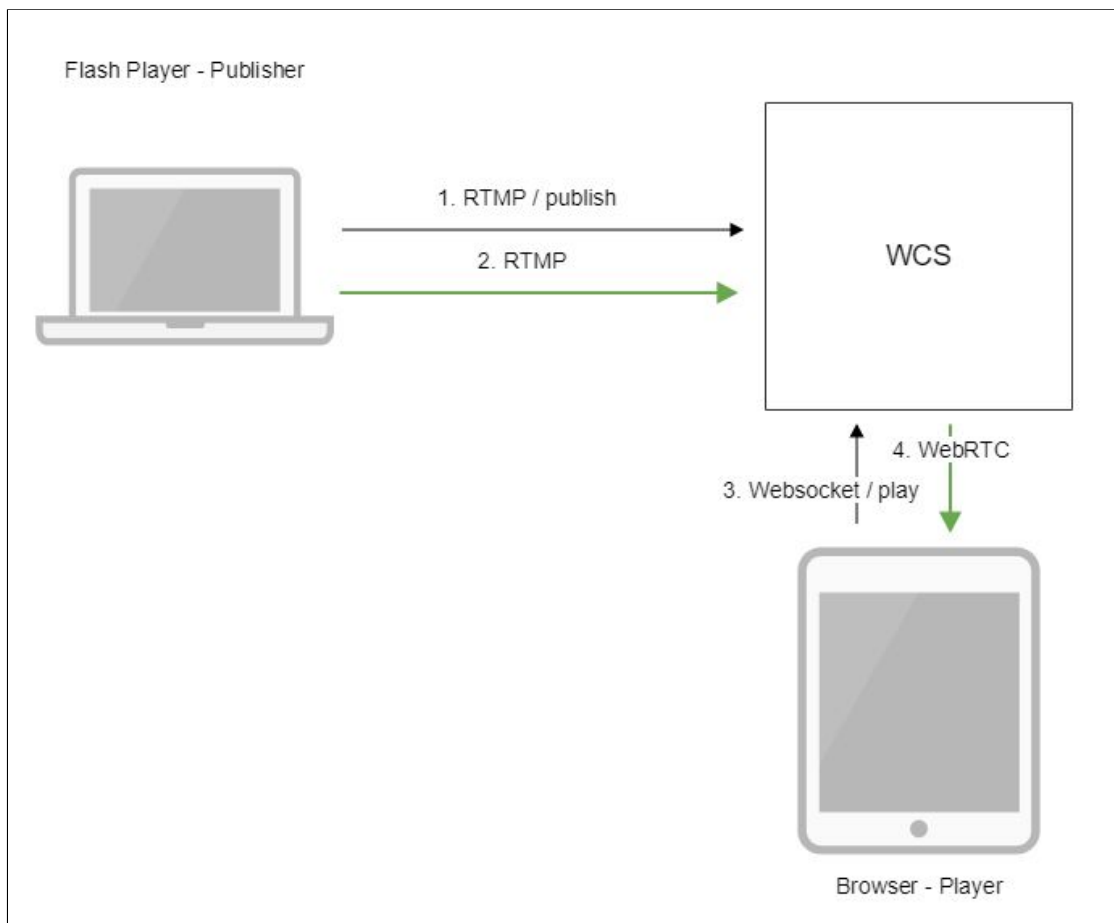 Flash Player - Publisher
1. RTMP / publish
2. RTMP
WCS
4. WebRTC
3. Websocket / play
Browser - Player